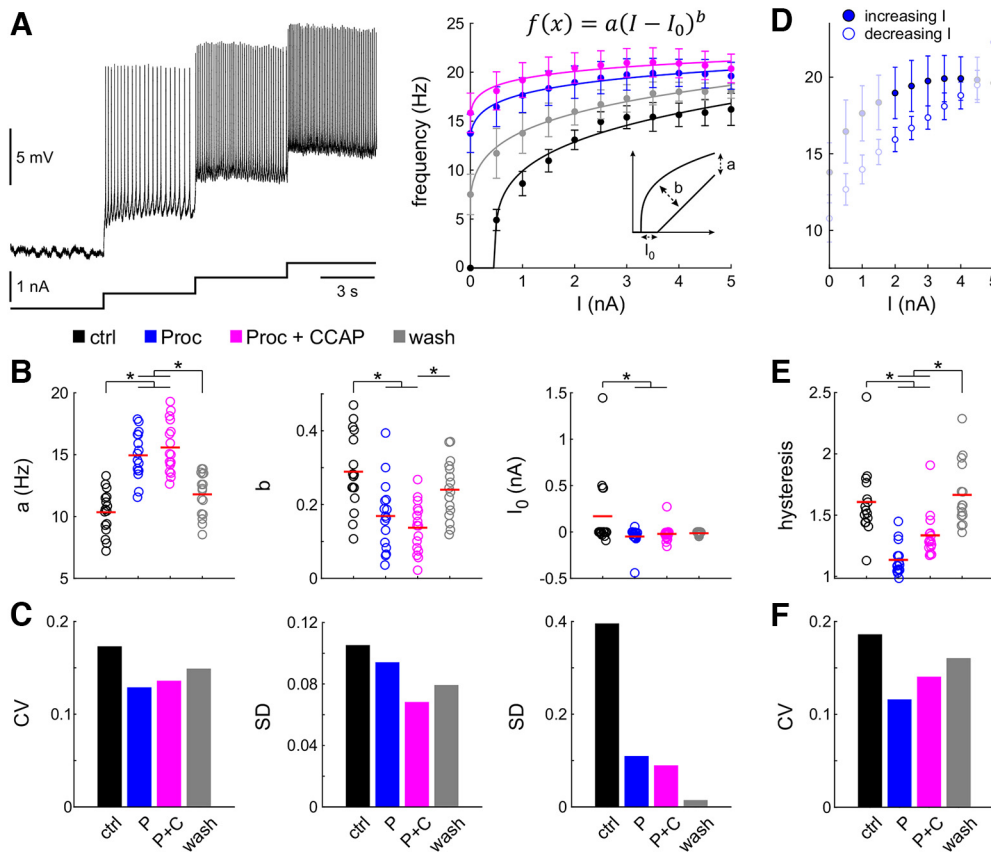 A
5 mV
1 nA
3 s
f(x) = a(I − I₀)ᵇ
frequency (Hz)
25
20
15
10
5
0
0 1 2 3 4 5
I (nA)
a
b
I₀
D
increasing I
decreasing I
20
15
10
0 1 2 3 4 5
I (nA)
ctrl Proc Proc + CCAP wash
B
a (Hz)
20
15
10
5
* *
b
0.4
0.2
0
* *
I₀ (nA)
1.5
1
0.5
0
-0.5
*
E
hysteresis
2.5
2
1.5
1
* *
C
CV
0.2
0.1
0
ctrl P P+C wash
SD
0.12
0.08
0.04
0
ctrl P P+C wash
SD
0.4
0.2
0
ctrl P P+C wash
F
CV
0.2
0.1
0
ctrl P P+C wash